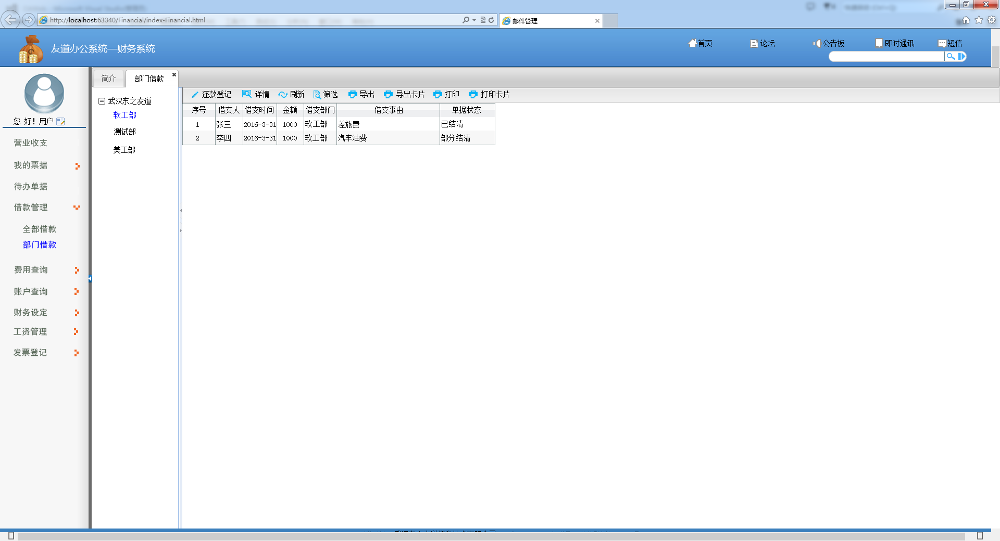 http://localhost:63340/Financial/index-Financial.html
邮件管理
友道办公系统—财务系统
首页
论坛
公告板
即时通讯
短信
您 好！用户
营业收支
我的票据
待办单据
借款管理
全部借款
部门借款
费用查询
账户查询
财务设定
工资管理
发票登记
简介
部门借款
武汉东之友道
软工部
测试部
美工部
还款登记 详情 刷新 筛选 导出 导出卡片 打印 打印卡片
序号 借支人 借支时间 金额 借支部门 借支事由 单据状态
1 张三 2016-3-31 1000 软工部 差旅费 已结清
2 李四 2016-3-31 1000 软工部 汽车油费 部分结清